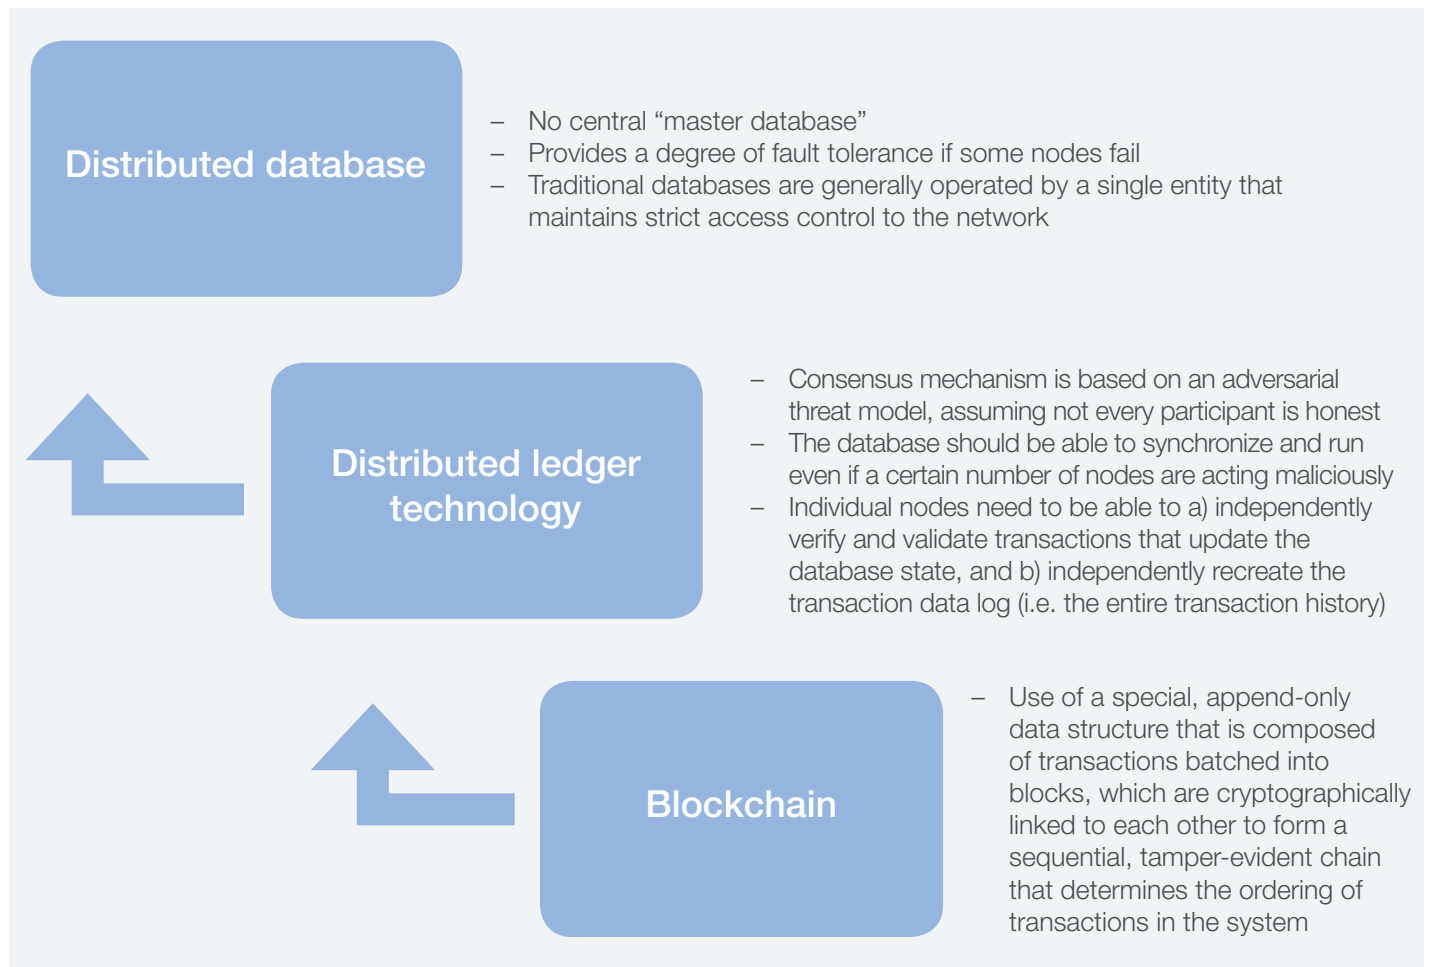 Distributed database
– No central “master database”
– Provides a degree of fault tolerance if some nodes fail
– Traditional databases are generally operated by a single entity that
maintains strict access control to the network
Distributed ledger
technology
– Consensus mechanism is based on an adversarial
threat model, assuming not every participant is honest
– The database should be able to synchronize and run
even if a certain number of nodes are acting maliciously
– Individual nodes need to be able to a) independently
verify and validate transactions that update the
database state, and b) independently recreate the
transaction data log (i.e. the entire transaction history)
Blockchain
– Use of a special, append-only
data structure that is composed
of transactions batched into
blocks, which are cryptographically
linked to each other to form a
sequential, tamper-evident chain
that determines the ordering of
transactions in the system